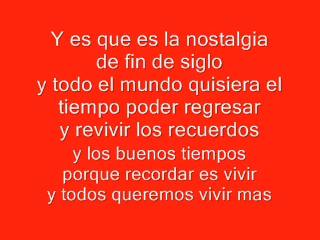 Y es que es la nostalgia
de fin de siglo
y todo el mundo quisiera el
tiempo poder regresar
y revivir los recuerdos
y los buenos tiempos
porque recordar es vivir
y todos queremos vivir mas